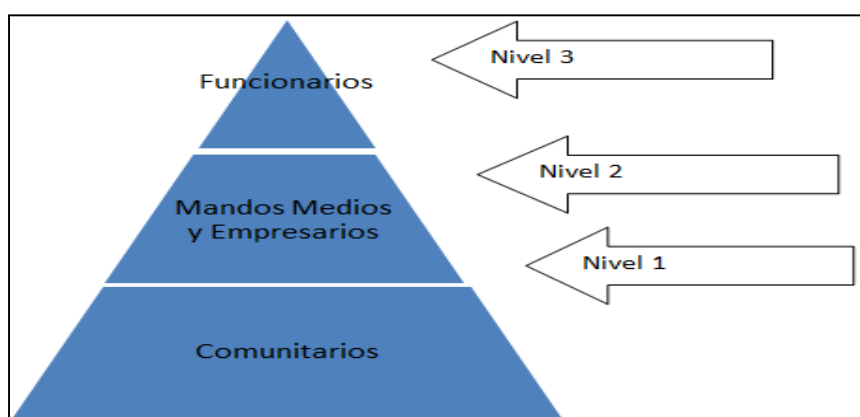 Funcionarios
Nivel 3
Mandos Medios
y Empresarios
Nivel 2
Nivel 1
Comunitarios